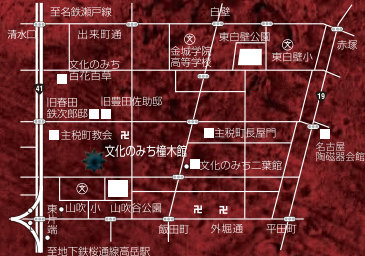 至名鉄瀬戸線
白壁
清水口
出来町通
東白壁公園
赤塚
文
金城学院
高等学校
文
東白壁小
文化のみち
百花百草
41
19
旧春田
鉄次郎邸
旧豊田佐助邸
主税町教会
卍
主税町長屋門
文化のみち橦木館
名古屋
陶磁器会館
文化のみち二葉館
文
山吹小
山吹谷公園
卍
卍
東片端
飯田町
外堀通
平田町
至地下鉄桜通線高岳駅